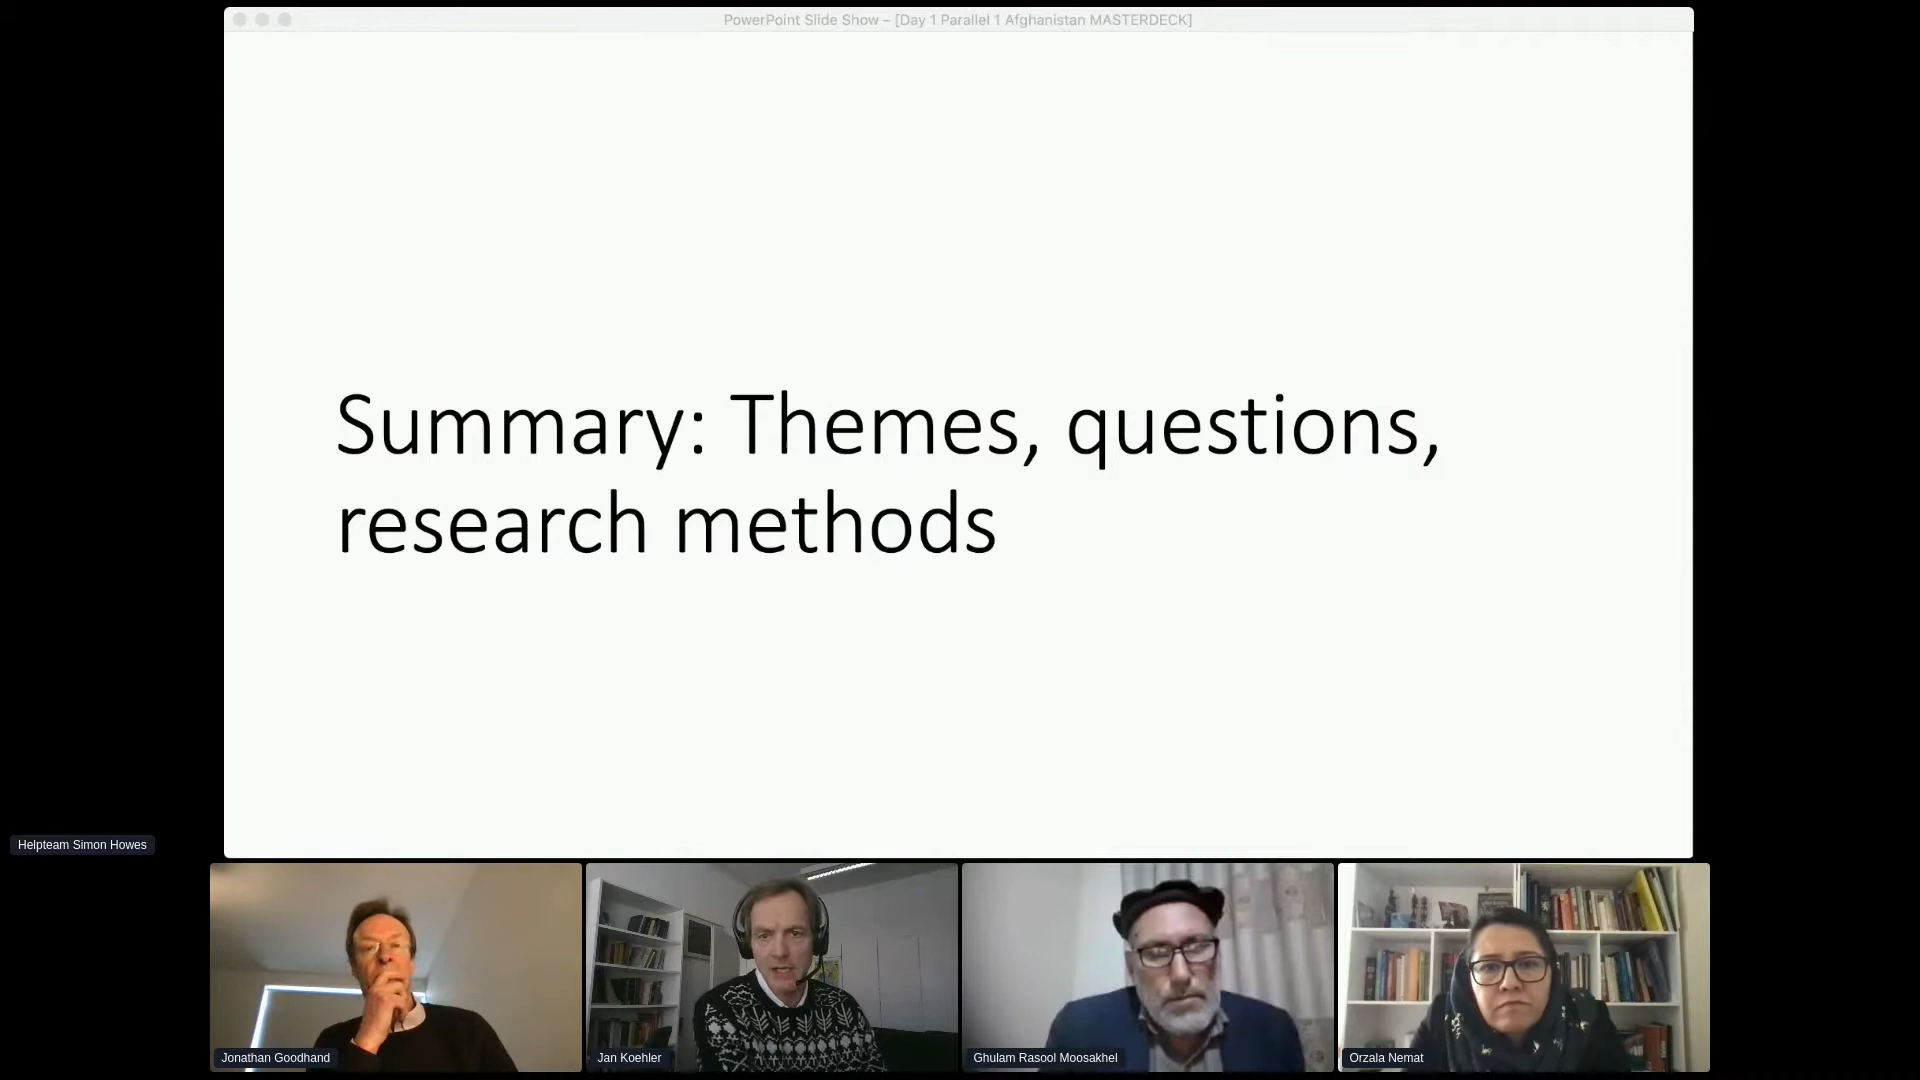 PowerPoint Slide Show – [Day 1 Parallel 1 Afghanistan MASTERDECK]
Summary: Themes, questions,
research methods
Helpteam Simon Howes
Jonathan Goodhand
Jan Koehler
Ghulam Rasool Moosakhel
Orzala Nemat